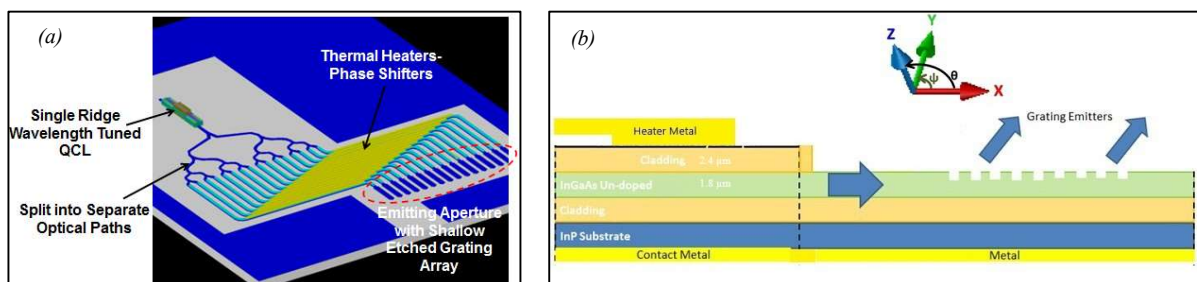 (a)
Thermal Heaters-
Phase Shifters
Single Ridge
Wavelength Tuned
QCL
Split into Separate
Optical Paths
Emitting Aperture
with Shallow
Etched Grating
Array
(b)
Y
Z
ψ
θ
X
Grating Emitters
Heater Metal
Cladding 2.4 µm
InGaAs Un-doped 1.8 µm
Cladding
InP Substrate
Contact Metal
Metal